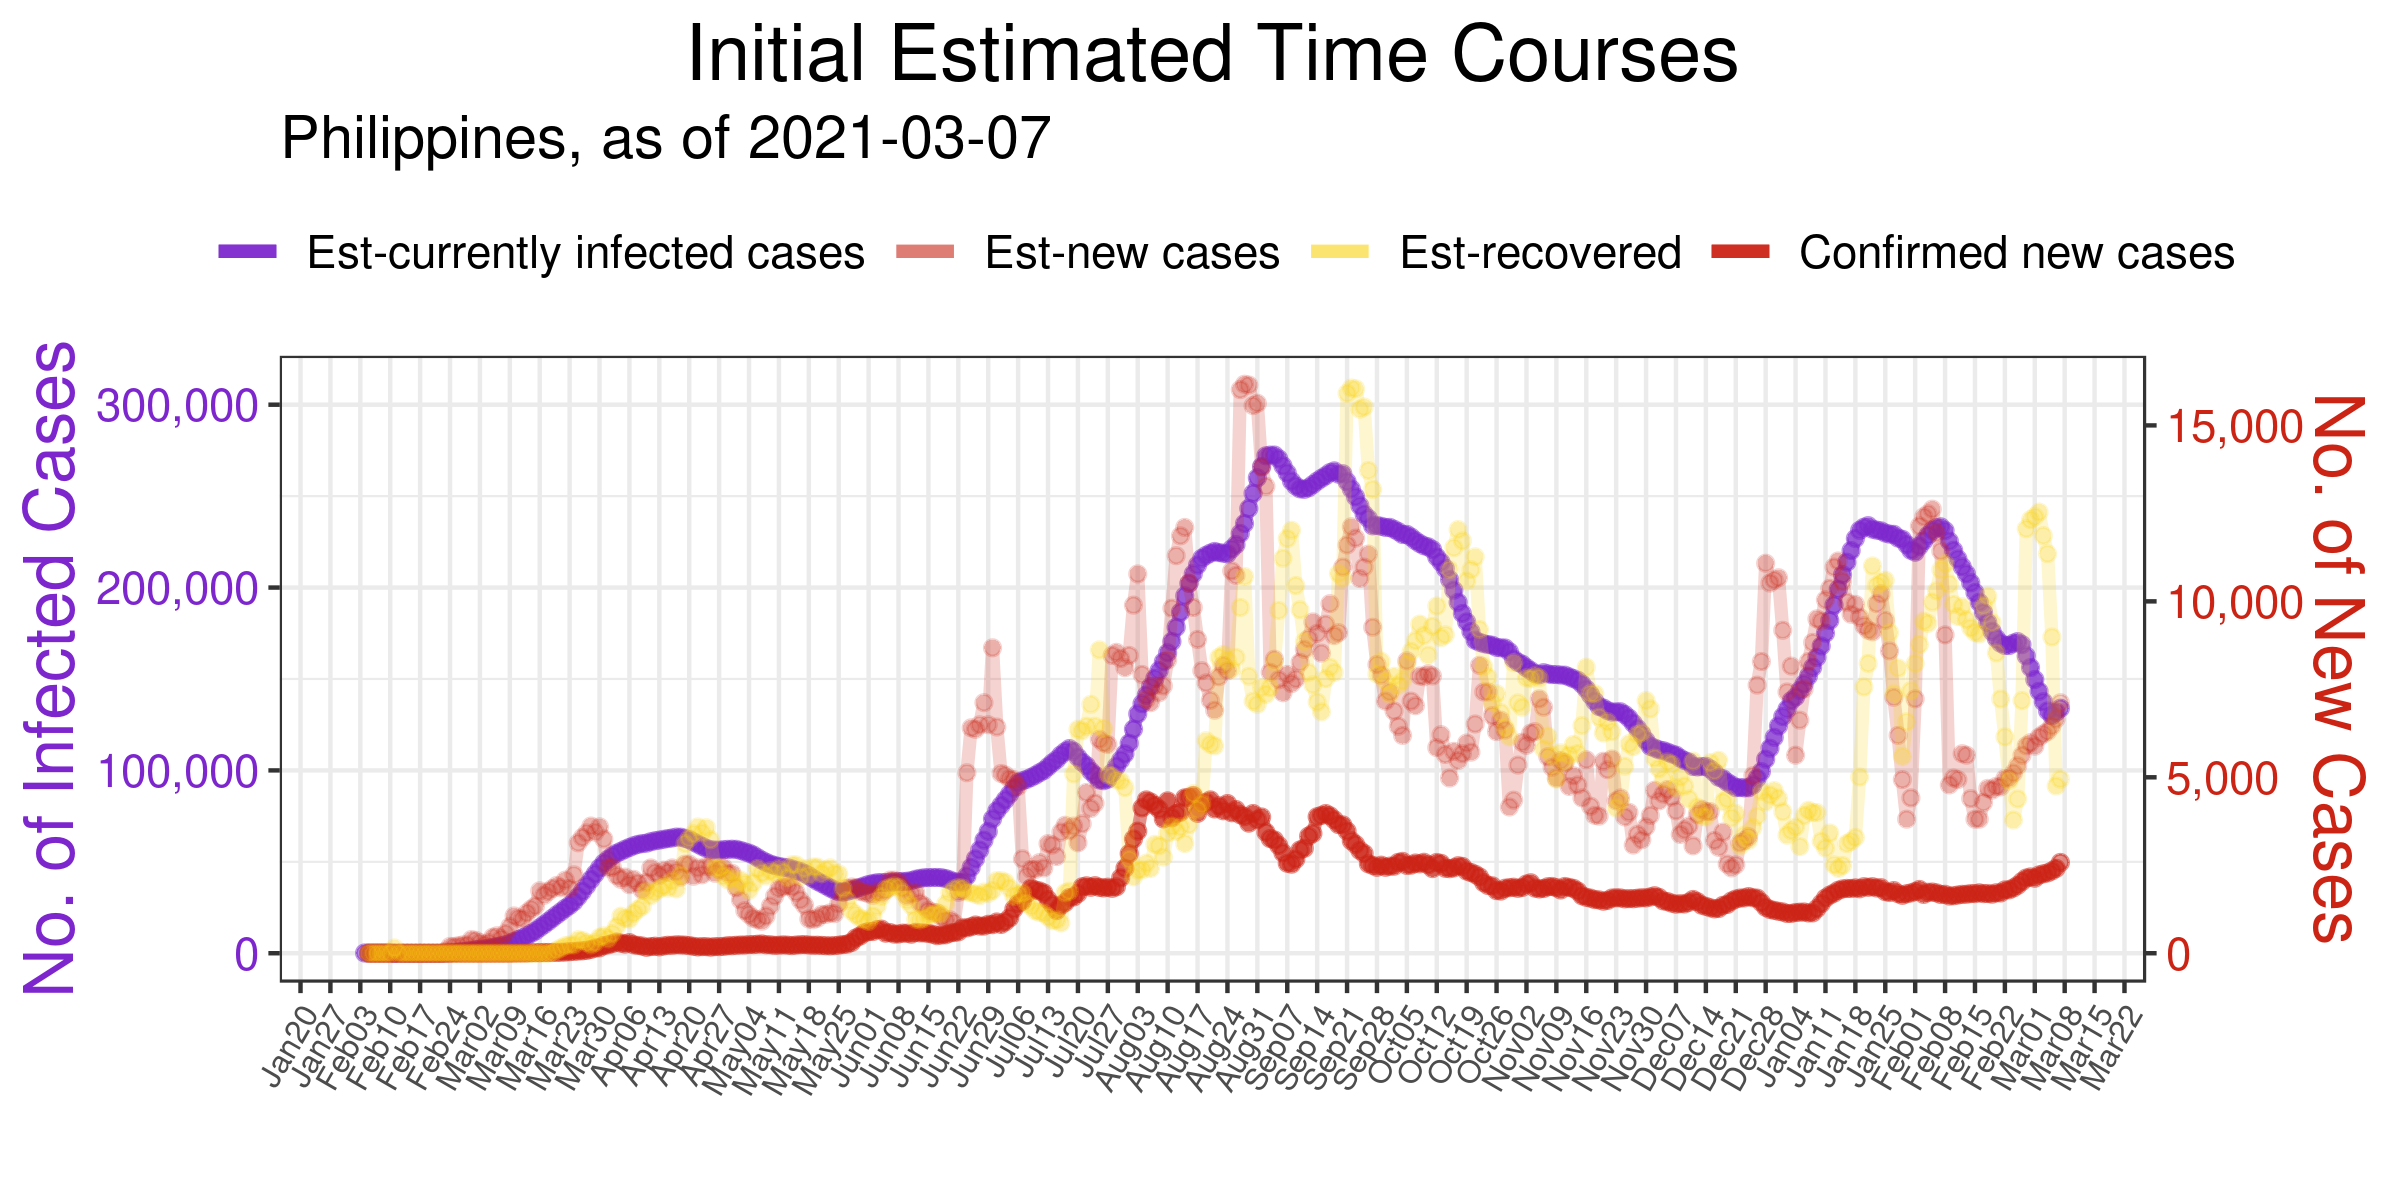 Initial Estimated Time Courses
Philippines, as of 2021-03-07
Est-currently infected cases Est-new cases Est-recovered Confirmed new cases
No. of Infected Cases
300,000
200,000
100,000
0
15,000
10,000
5,000
0
No. of New Cases
Jan20 Jan27 Feb03 Feb10 Feb17 Feb24 Mar02 Mar09 Mar16 Mar23 Mar30 Apr06 Apr13 Apr20 Apr27 May04 May11 May18 May25 Jun01 Jun08 Jun15 Jun22 Jun29 Jul06 Jul13 Jul20 Jul27 Aug03 Aug10 Aug17 Aug24 Aug31 Sep07 Sep14 Sep21 Sep28 Oct05 Oct12 Oct19 Oct26 Nov02 Nov09 Nov16 Nov23 Nov30 Dec07 Dec14 Dec21 Dec28 Jan04 Jan11 Jan18 Jan25 Feb01 Feb08 Feb15 Feb22 Mar01 Mar08 Mar15 Mar22